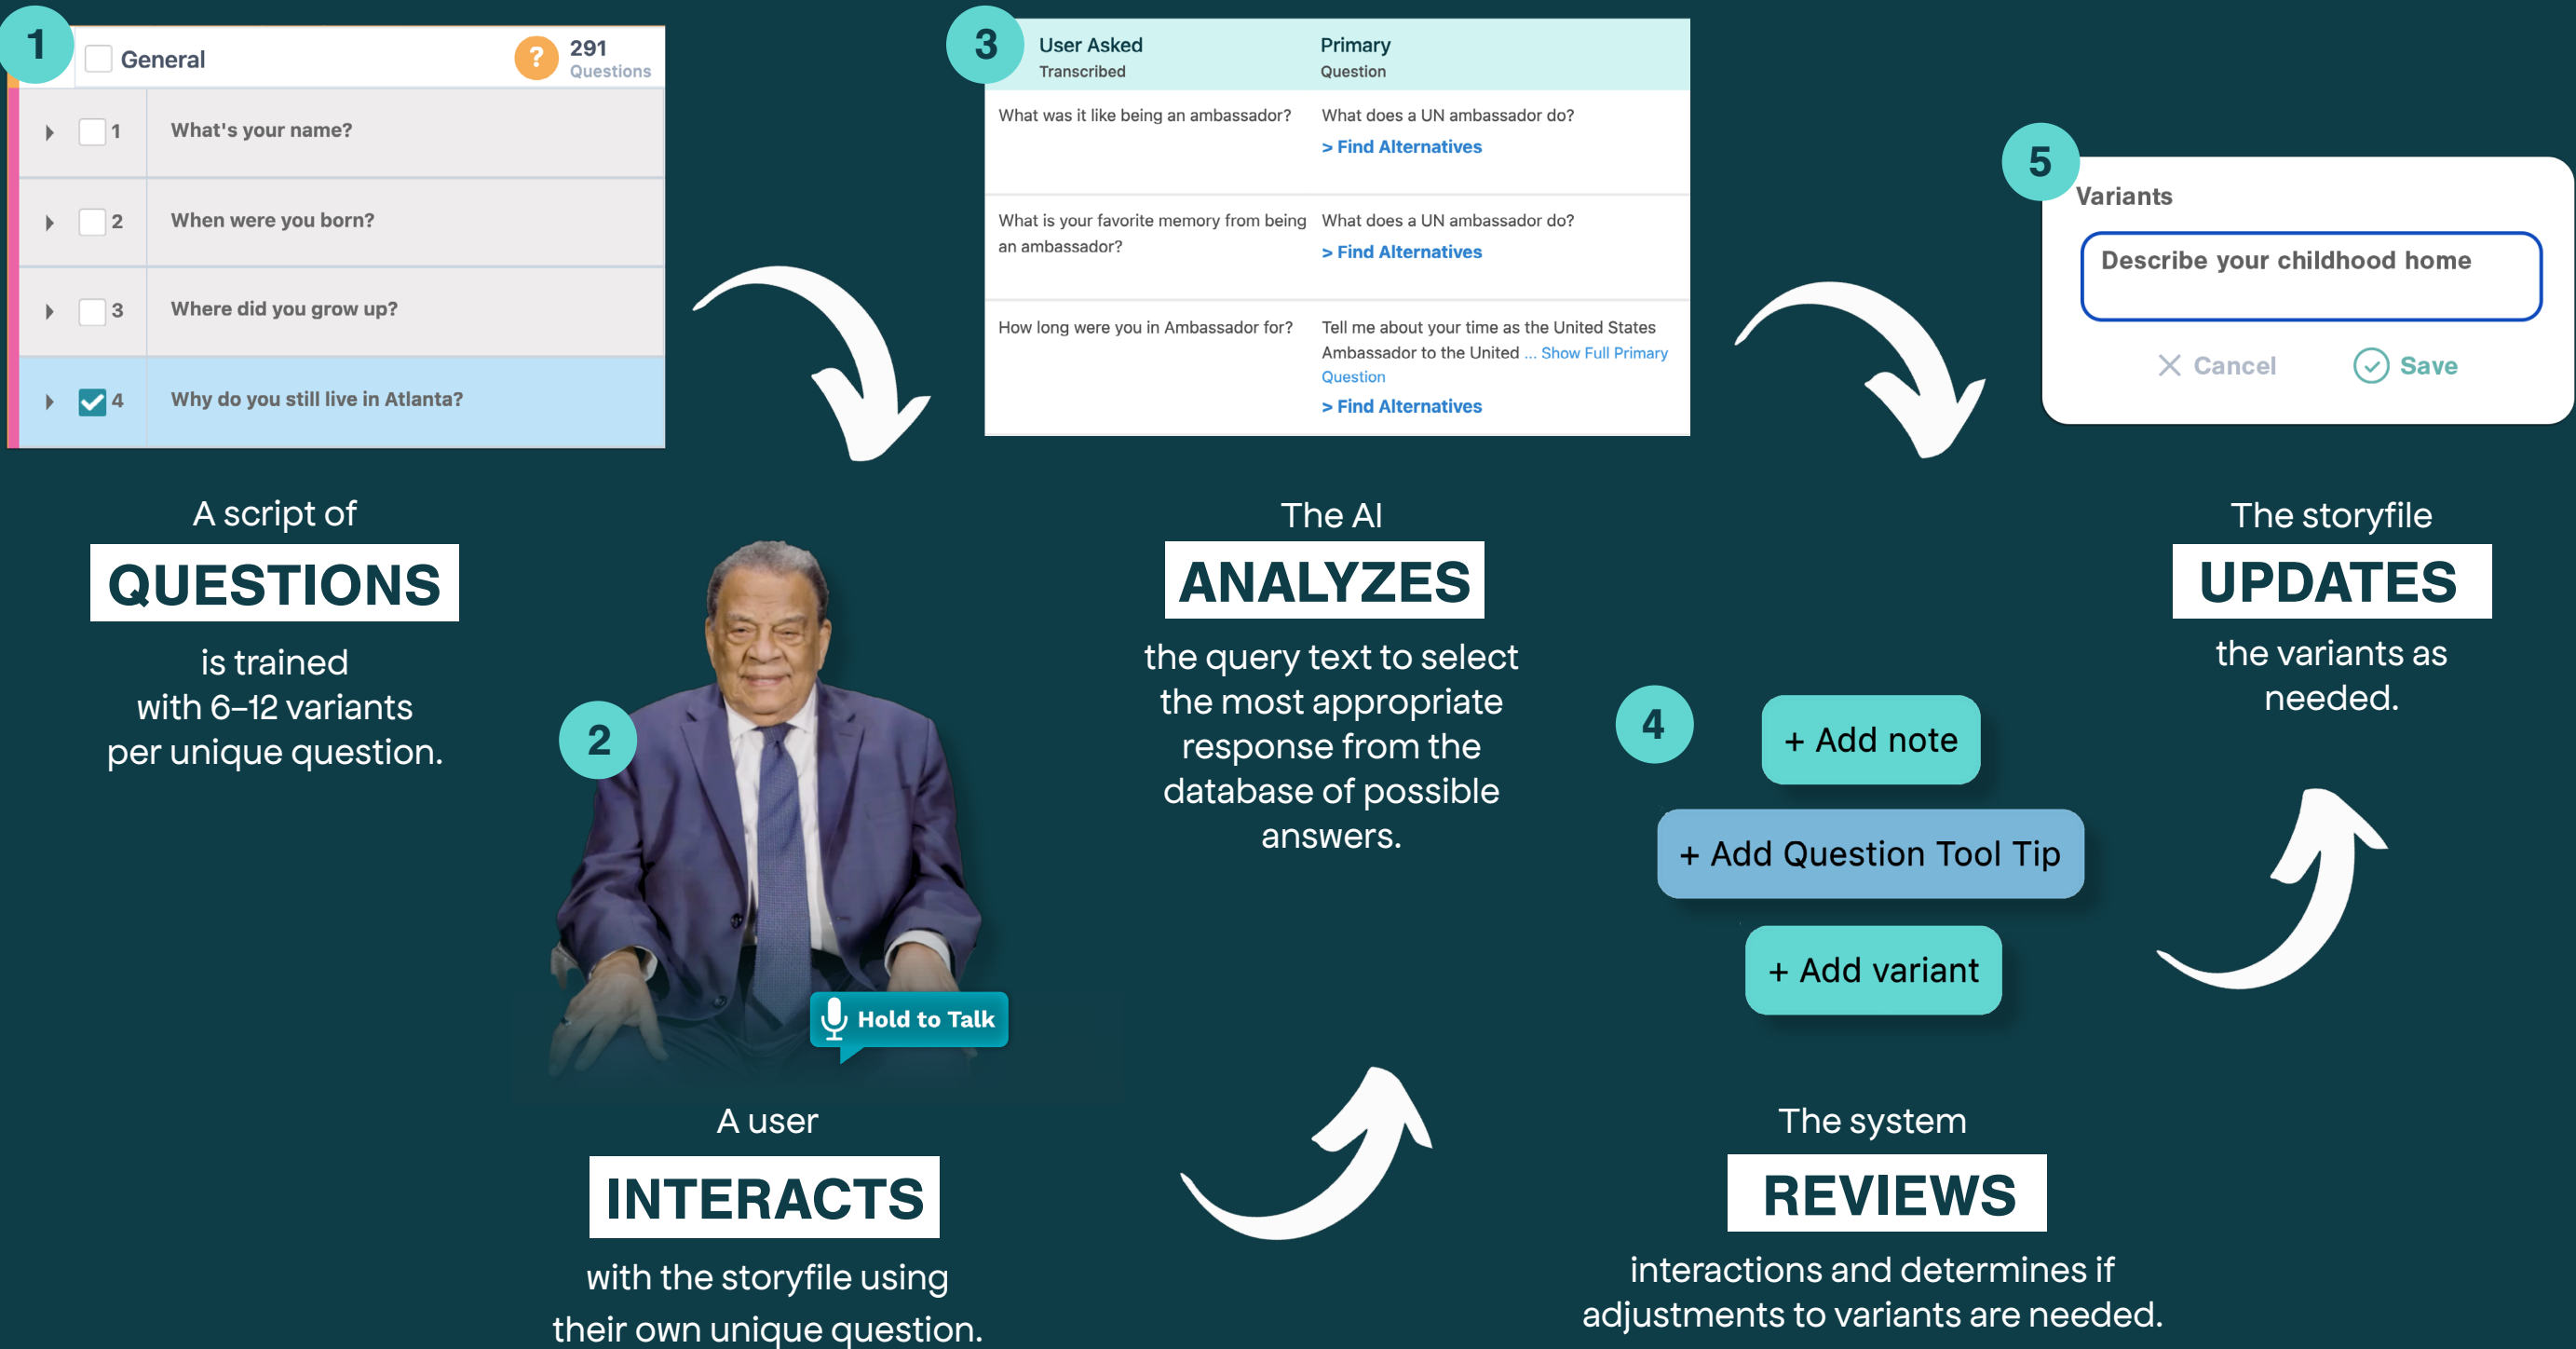 1
General
?
291
Questions
1
What's your name?
2
When were you born?
3
Where did you grow up?
4
Why do you still live in Atlanta?
A script of
QUESTIONS
is trained
with 6–12 variants
per unique question.
2
Hold to Talk
A user
INTERACTS
with the storyfile using
their own unique question.
3
User Asked
Transcribed
Primary
Question
What was it like being an ambassador?
What does a UN ambassador do?
> Find Alternatives
What is your favorite memory from being
an ambassador?
What does a UN ambassador do?
> Find Alternatives
How long were you in Ambassador for?
Tell me about your time as the United States
Ambassador to the United ... Show Full Primary
Question
> Find Alternatives
The AI
ANALYZES
the query text to select
the most appropriate
response from the
database of possible
answers.
4
+ Add note
+ Add Question Tool Tip
+ Add variant
The system
REVIEWS
interactions and determines if
adjustments to variants are needed.
5
Variants
Describe your childhood home
Cancel
Save
The storyfile
UPDATES
the variants as
needed.